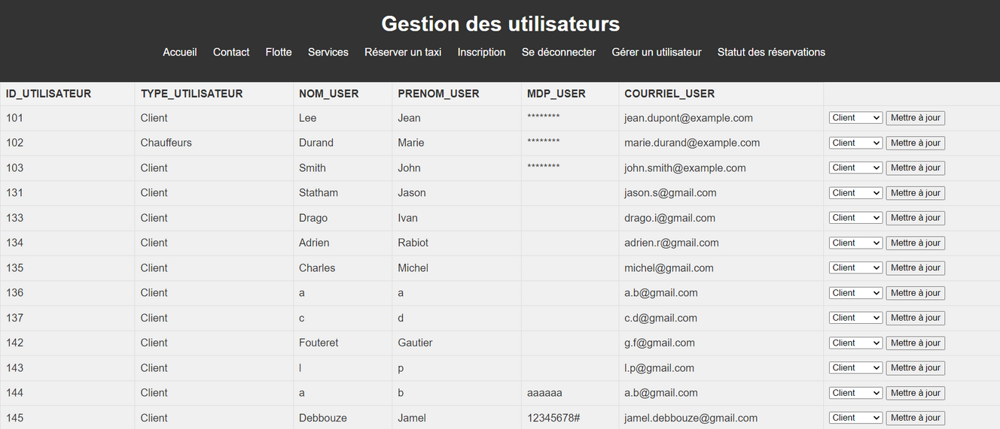 Gestion des utilisateurs
Accueil Contact Flotte Services Réserver un taxi Inscription Se déconnecter Gérer un utilisateur Statut des réservations
ID_UTILISATEUR TYPE_UTILISATEUR NOM_USER PRENOM_USER MDP_USER COURRIEL_USER
101 Client Lee Jean ******** jean.dupont@example.com Client Mettre à jour
102 Chauffeurs Durand Marie ******** marie.durand@example.com Client Mettre à jour
103 Client Smith John ******** john.smith@example.com Client Mettre à jour
131 Client Statham Jason jason.s@gmail.com Client Mettre à jour
133 Client Drago Ivan drago.i@gmail.com Client Mettre à jour
134 Client Adrien Rabiot adrien.r@gmail.com Client Mettre à jour
135 Client Charles Michel michel@gmail.com Client Mettre à jour
136 Client a a a.b@gmail.com Client Mettre à jour
137 Client c d c.d@gmail.com Client Mettre à jour
142 Client Fouteret Gautier g.f@gmail.com Client Mettre à jour
143 Client l p l.p@gmail.com Client Mettre à jour
144 Client a b aaaaaa a.b@gmail.com Client Mettre à jour
145 Client Debbouze Jamel 12345678# jamel.debbouze@gmail.com Client Mettre à jour